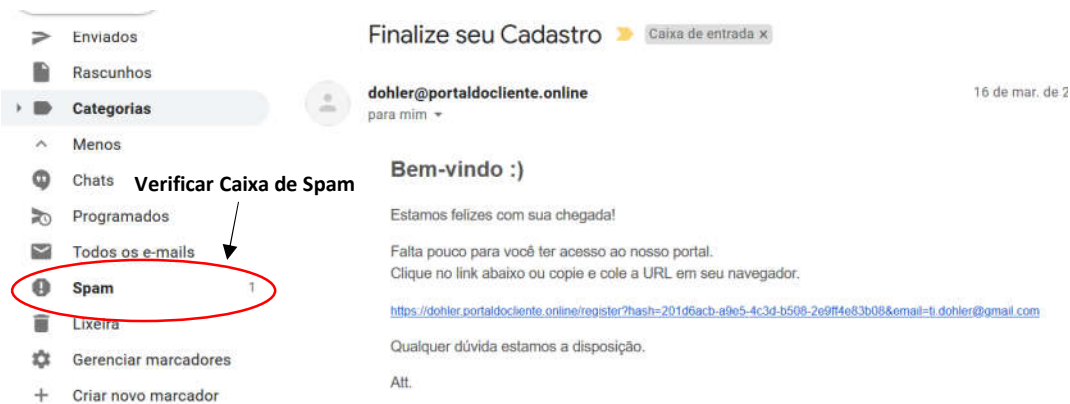 Enviados
Rascunhos
Categorias
Menos
Chats
Programados
Todos os e-mails
Spam 1
Lixeira
Gerenciar marcadores
Criar novo marcador
Verificar Caixa de Spam
Finalize seu Cadastro Caixa de entrada x
dohler@portaldocliente.online 16 de mar. de 2
para mim
Bem-vindo :)
Estamos felizes com sua chegada!
Falta pouco para você ter acesso ao nosso portal.
Clique no link abaixo ou copie e cole a URL em seu navegador.
https://dohler.portaldocliente.online/register?hash=201d6acb-a9e5-4c3d-b508-2e9ff4e83b08&email=ti.dohler@gmail.com
Qualquer dúvida estamos a disposição.
Att.